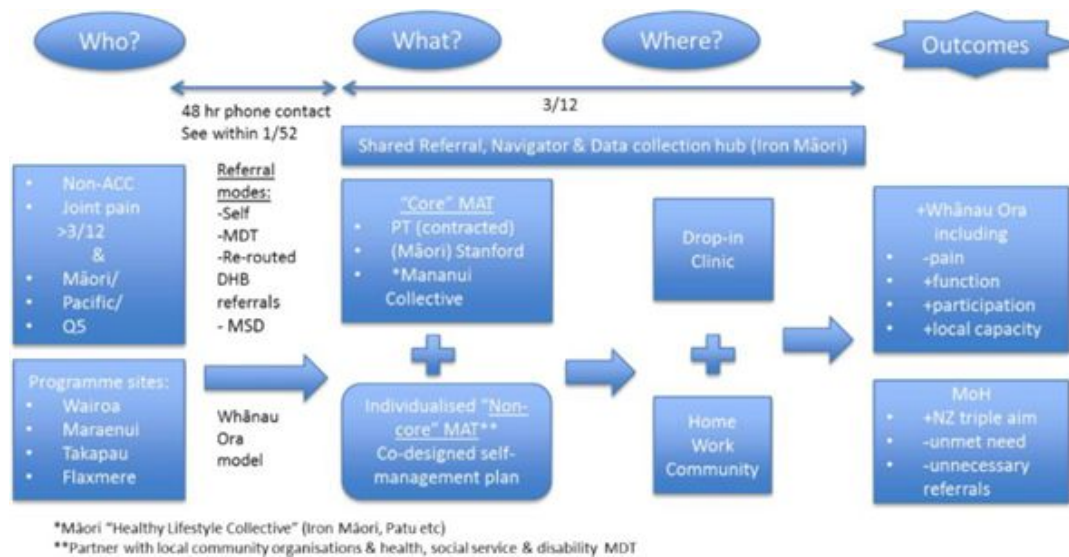 Who?
What?
Where?
Outcomes
48 hr phone contact
See within 1/52
3/12
Shared Referral, Navigator & Data collection hub (Iron Māori)
• Non-ACC
• Joint pain
>3/12
&
• Māori/
• Pacific/
• Q5
Referral
modes:
-Self
-MDT
-Re-routed
DHB
referrals
- MSD
"Core" MAT
• PT (contracted)
• (Māori) Stanford
• *Mananui
Collective
Drop-in
Clinic
+Whānau Ora
including
• -pain
• +function
• +participation
• +local capacity
Programme sites:
• Wairoa
• Maraenui
• Takapau
• Flaxmere
Whānau
Ora
model
Individualised "Non-
core" MAT**
Co-designed self-
management plan
Home
Work
Community
MoH
• +NZ triple aim
• -unmet need
• -unnecessary
referrals
*Māori "Healthy Lifestyle Collective" (Iron Māori, Patu etc)
**Partner with local community organisations & health, social service & disability MDT